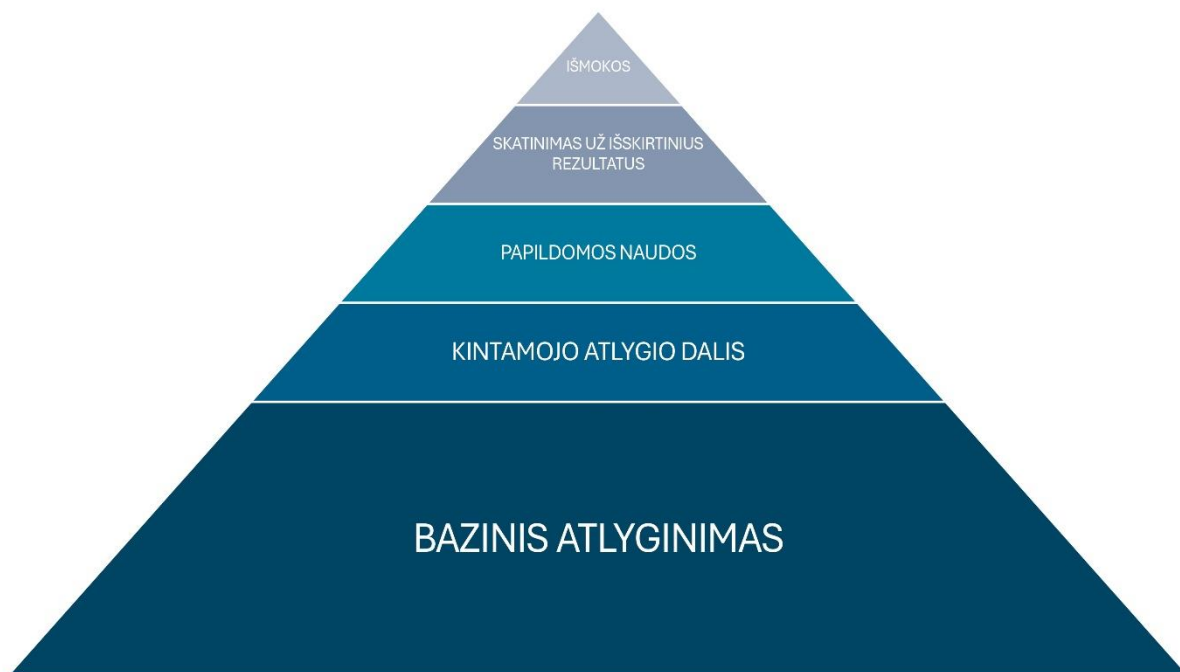 IŠMOKOS
SKATINIMAS UŽ IŠSKIRTINIUS
REZULTATUS
PAPILDOMOS NAUDOS
KINTAMOJO ATLYGIO DALIS
BAZINIS ATLYGINIMAS